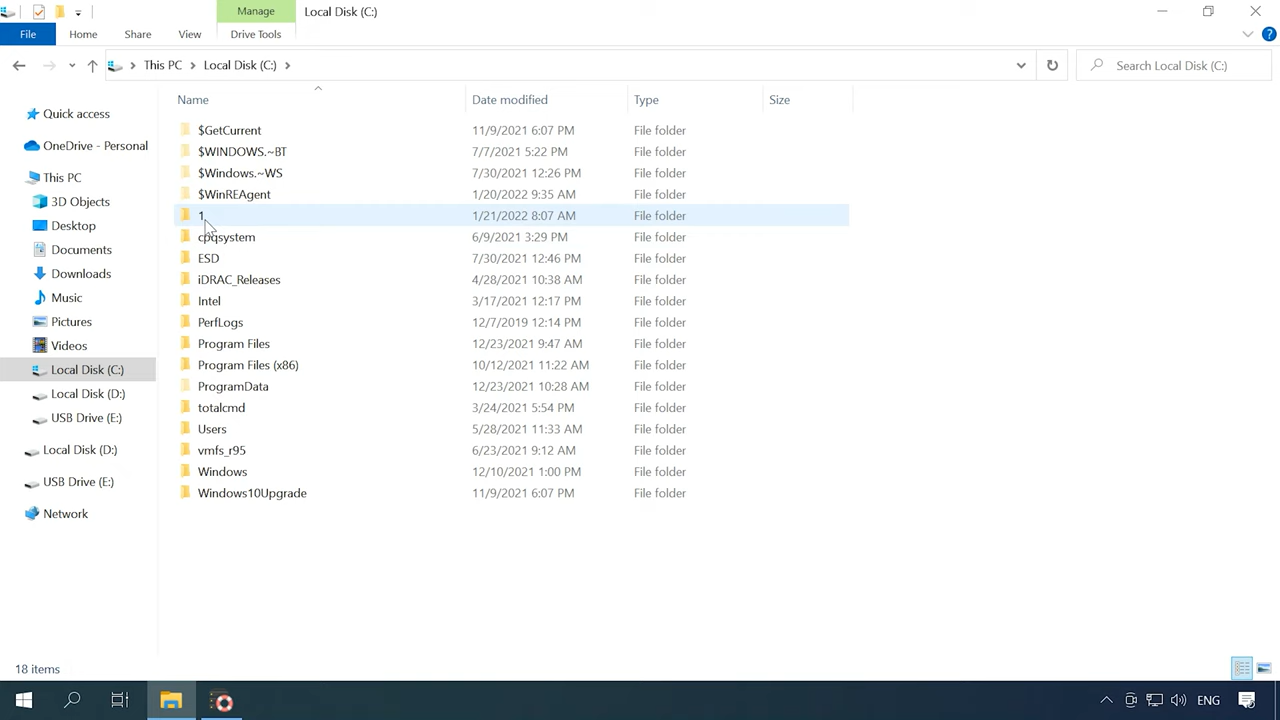 Manage
Local Disk (C:)
File
Home
Share
View
Drive Tools
This PC
Local Disk (C:)
Search Local Disk (C:)
Name
Date modified
Type
Size
Quick access
OneDrive - Personal
This PC
3D Objects
Desktop
Documents
Downloads
Music
Pictures
Videos
Local Disk (C:)
Local Disk (D:)
USB Drive (E:)
Local Disk (D:)
USB Drive (E:)
Network
$GetCurrent 11/9/2021 6:07 PM File folder
$WINDOWS.~BT 7/7/2021 5:22 PM File folder
$Windows.~WS 7/30/2021 12:26 PM File folder
$WinREAgent 1/20/2022 9:35 AM File folder
1 1/21/2022 8:07 AM File folder
cpqsystem 6/9/2021 3:29 PM File folder
ESD 7/30/2021 12:46 PM File folder
iDRAC_Releases 4/28/2021 10:38 AM File folder
Intel 3/17/2021 12:17 PM File folder
PerfLogs 12/7/2019 12:14 PM File folder
Program Files 12/23/2021 9:47 AM File folder
Program Files (x86) 10/12/2021 11:22 AM File folder
ProgramData 12/23/2021 10:28 AM File folder
totalcmd 3/24/2021 5:54 PM File folder
Users 5/28/2021 11:33 AM File folder
vmfs_r95 6/23/2021 9:12 AM File folder
Windows 12/10/2021 1:00 PM File folder
Windows10Upgrade 11/9/2021 6:07 PM File folder
18 items
ENG